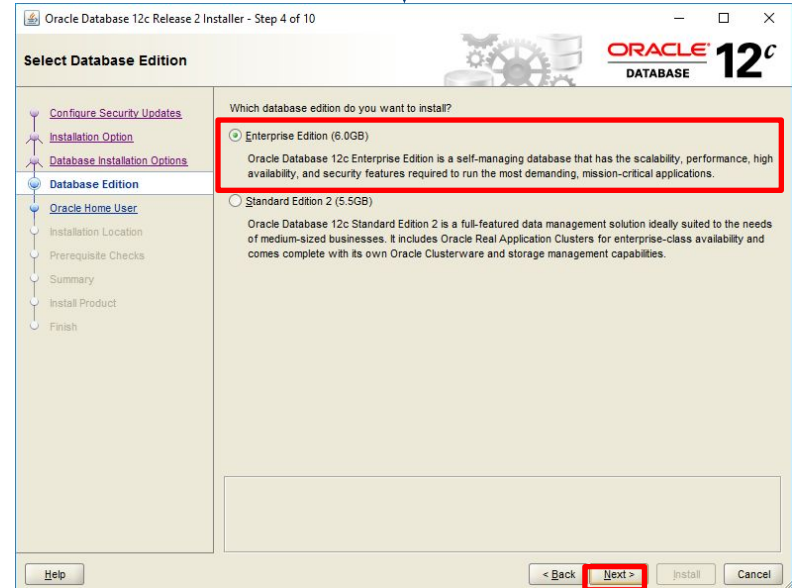 Oracle Database 12c Release 2 Installer - Step 4 of 10
Select Database Edition
ORACLE
DATABASE
12c
Configure Security Updates
Installation Option
Database Installation Options
Database Edition
Oracle Home User
Installation Location
Prerequisite Checks
Summary
Install Product
Finish
Which database edition do you want to install?
Enterprise Edition (6.0GB)
Oracle Database 12c Enterprise Edition is a self-managing database that has the scalability, performance, high
availability, and security features required to run the most demanding, mission-critical applications.
Standard Edition 2 (5.5GB)
Oracle Database 12c Standard Edition 2 is a full-featured data management solution ideally suited to the needs
of medium-sized businesses. It includes Oracle Real Application Clusters for enterprise-class availability and
comes complete with its own Oracle Clusterware and storage management capabilities.
Help
< Back
Next >
Install
Cancel